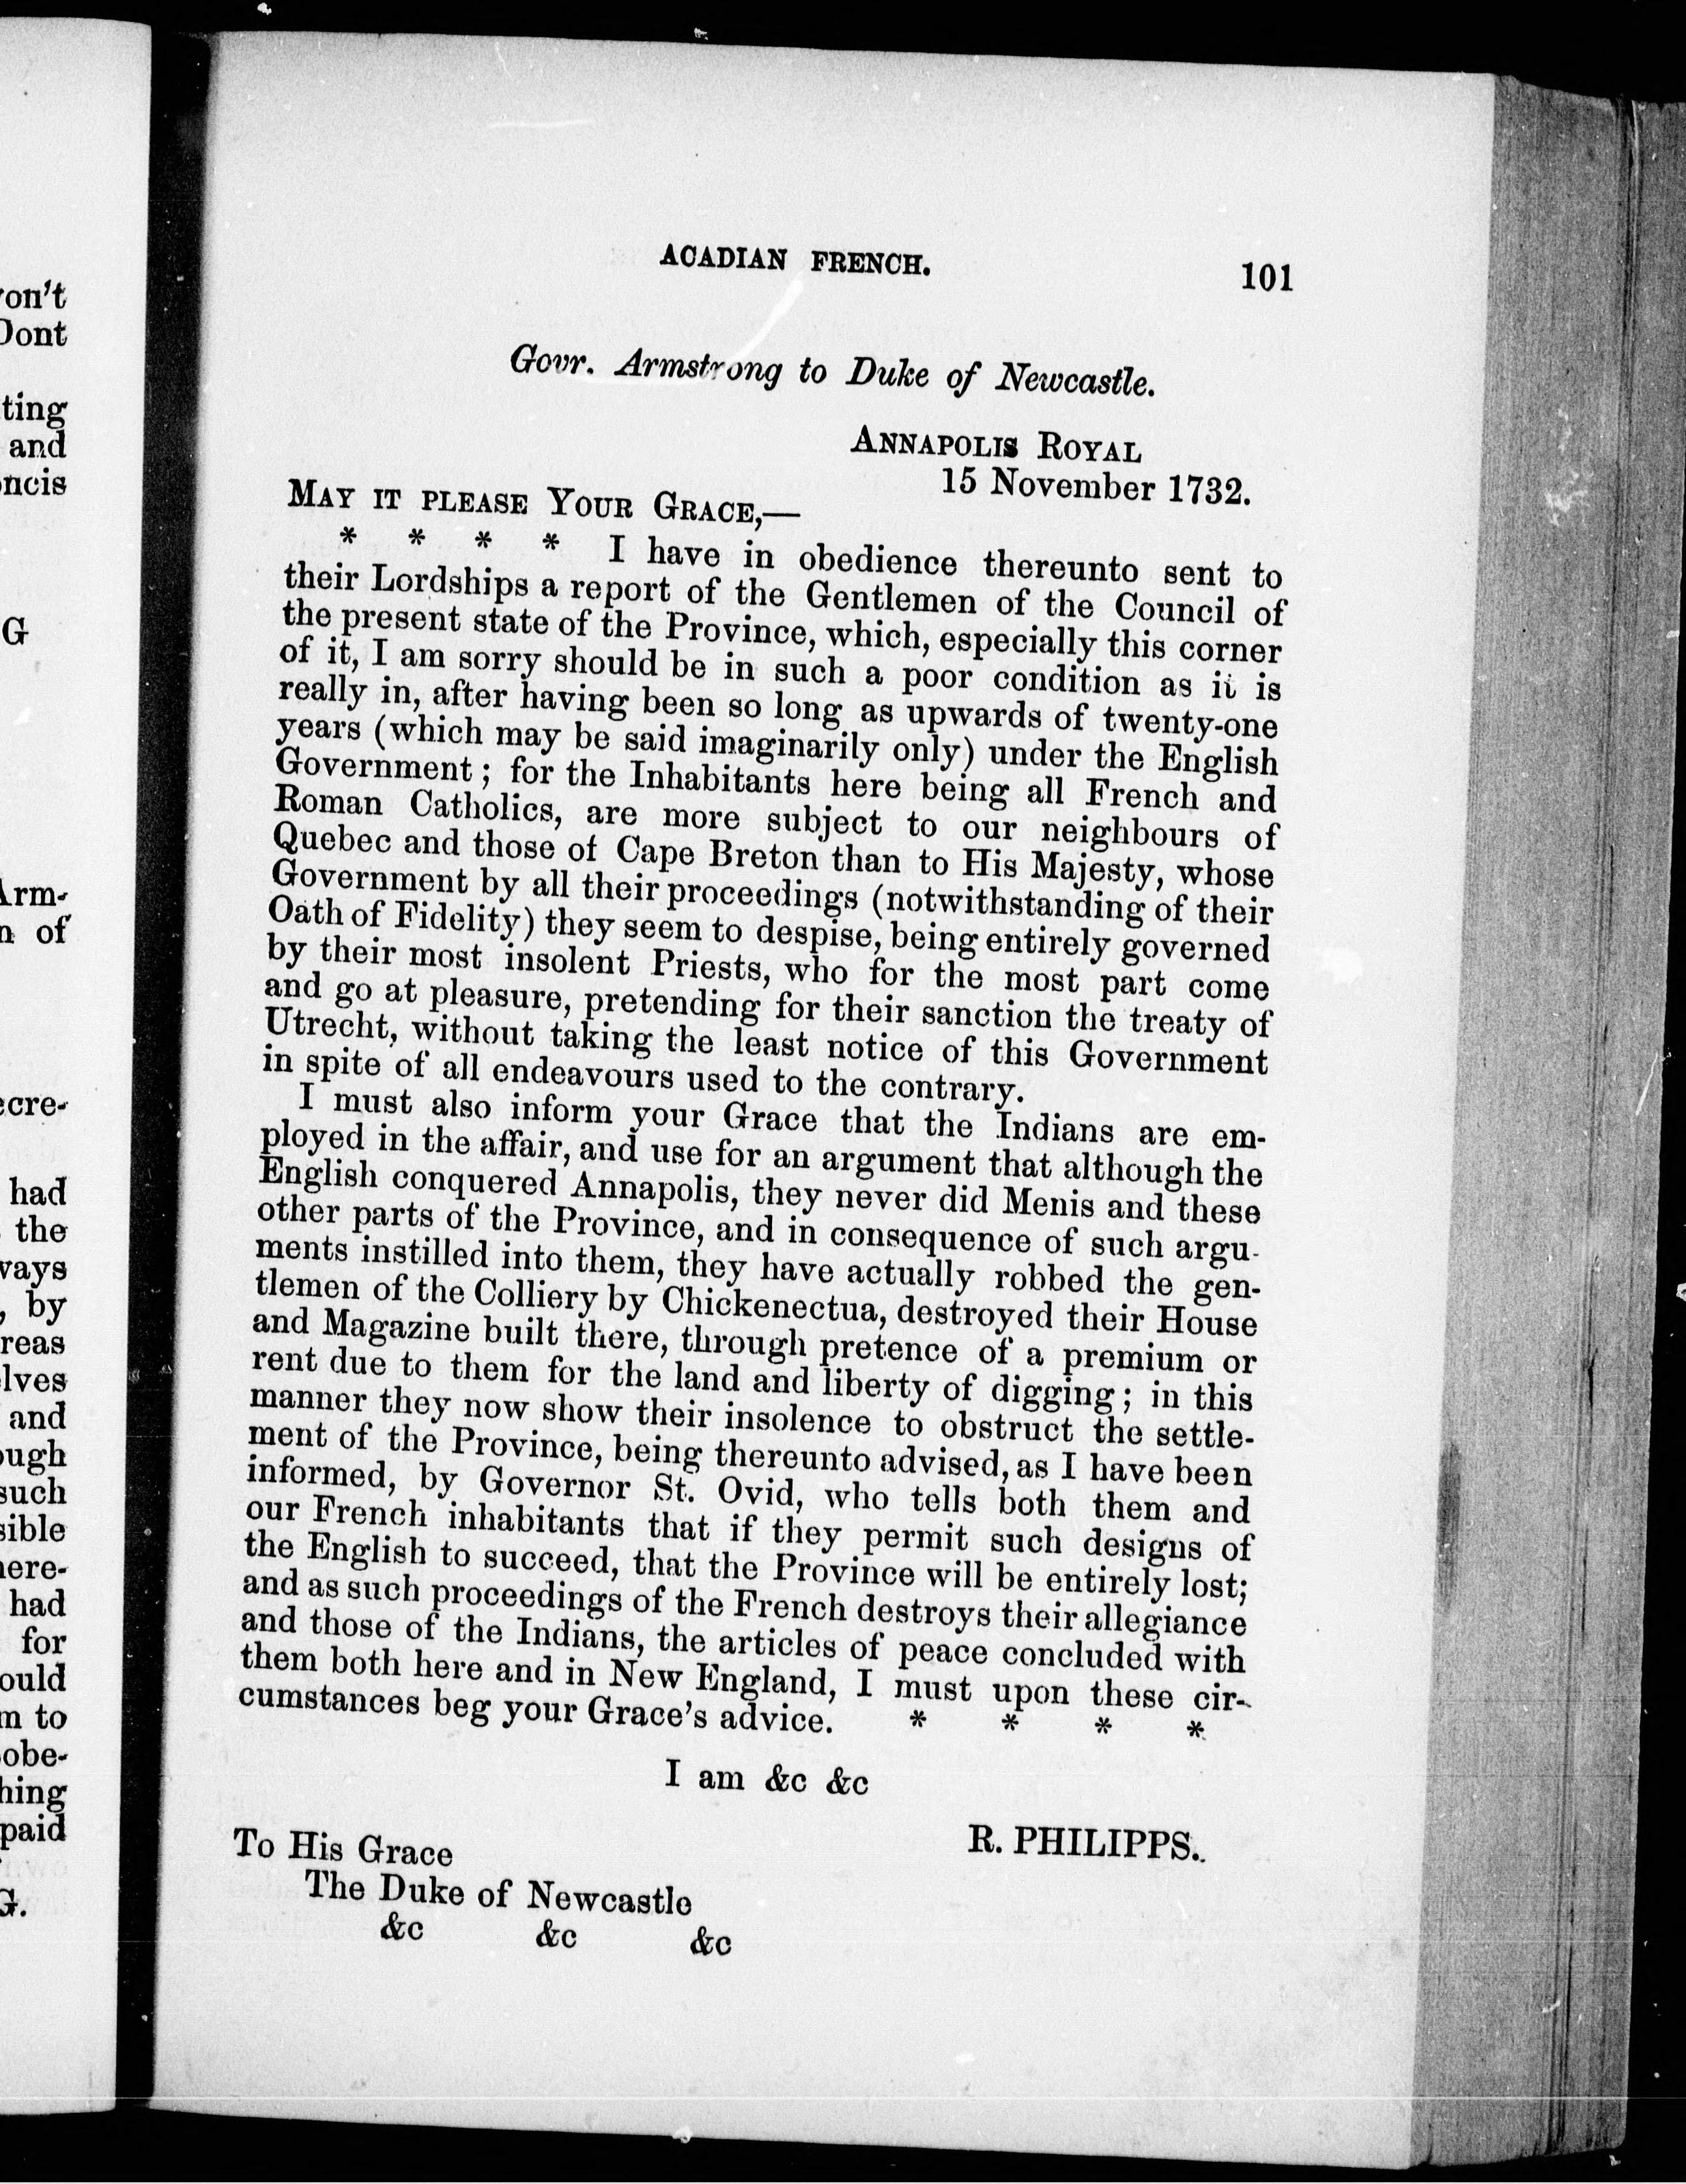 ACADIAN FRENCH. 101
Govr. Armstrong to Duke of Newcastle.
ANNAPOLIS ROYAL
15 November 1732.
MAY IT PLEASE YOUR GRACE,—
* * * * I have in obedience thereunto sent to
their Lordships a report of the Gentlemen of the Council of
the present state of the Province, which, especially this corner
of it, I am sorry should be in such a poor condition as it is
really in, after having been so long as upwards of twenty-one
years (which may be said imaginarily only) under the English
Government; for the Inhabitants here being all French and
Roman Catholics, are more subject to our neighbours of
Quebec and those of Cape Breton than to His Majesty, whose
Government by all their proceedings (notwithstanding of their
Oath of Fidelity) they seem to despise, being entirely governed
by their most insolent Priests, who for the most part come
and go at pleasure, pretending for their sanction the treaty of
Utrecht, without taking the least notice of this Government
in spite of all endeavours used to the contrary.
I must also inform your Grace that the Indians are em-
ployed in the affair, and use for an argument that although the
English conquered Annapolis, they never did Menis and these
other parts of the Province, and in consequence of such argu-
ments instilled into them, they have actually robbed the gen-
tlemen of the Colliery by Chickenectua, destroyed their House
and Magazine built there, through pretence of a premium or
rent due to them for the land and liberty of digging; in this
manner they now show their insolence to obstruct the settle-
ment of the Province, being thereunto advised, as I have been
informed, by Governor St. Ovid, who tells both them and
our French inhabitants that if they permit such designs of
the English to succeed, that the Province will be entirely lost;
and as such proceedings of the French destroys their allegiance
and those of the Indians, the articles of peace concluded with
them both here and in New England, I must upon these cir-
cumstances beg your Grace's advice. * * * *
I am &c &c
R. PHILIPPS.
To His Grace
The Duke of Newcastle
&c &c &c